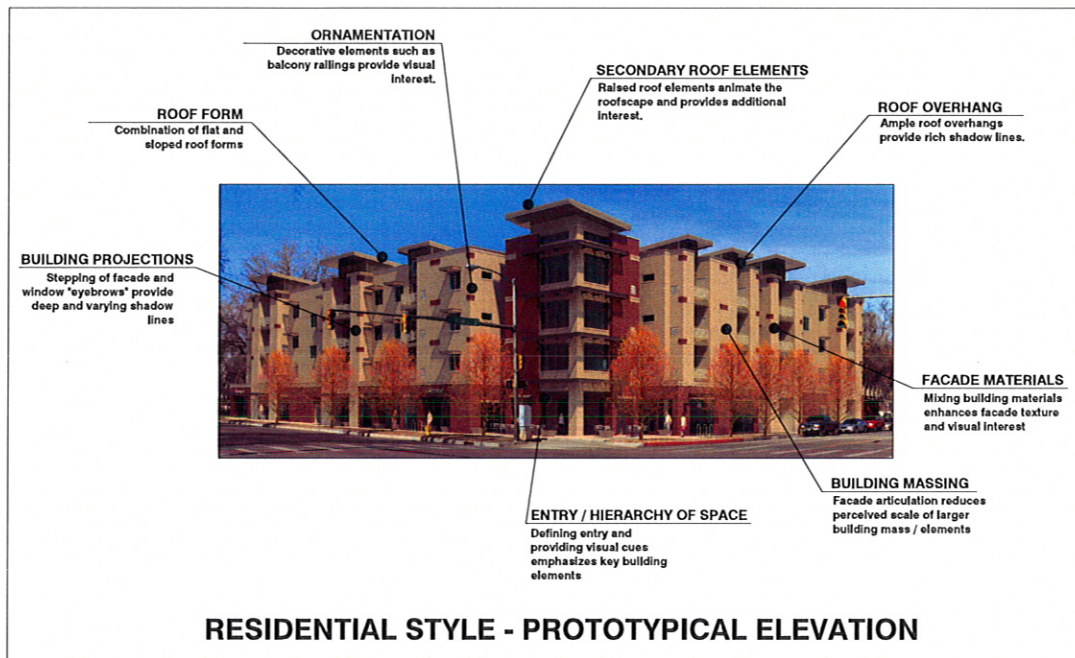 ORNAMENTATION
Decorative elements such as
balcony railings provide visual
interest.
SECONDARY ROOF ELEMENTS
Raised roof elements animate the
roofscape and provides additional
interest.
ROOF FORM
Combination of flat and
sloped roof forms
ROOF OVERHANG
Ample roof overhangs
provide rich shadow lines.
BUILDING PROJECTIONS
Stepping of facade and
window "eyebrows" provide
deep and varying shadow
lines
FACADE MATERIALS
Mixing building materials
enhances facade texture
and visual interest
BUILDING MASSING
Facade articulation reduces
perceived scale of larger
building mass / elements
ENTRY / HIERARCHY OF SPACE
Defining entry and
providing visual cues
emphasizes key building
elements
RESIDENTIAL STYLE - PROTOTYPICAL ELEVATION